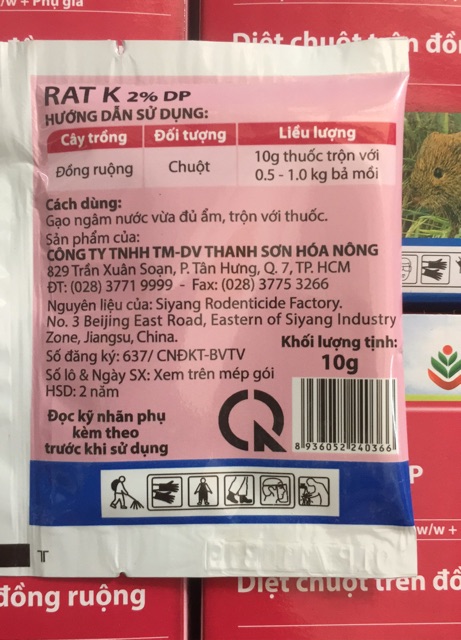 w/w + Phụ gia
Diệt chuột trên đồn
RAT K 2% DP
HƯỚNG DẪN SỬ DỤNG:
Cây trồng Đối tượng Liều lượng
Đồng ruộng Chuột 10g thuốc trộn với
0.5 - 1.0 kg bả mồi
Cách dùng:
Gạo ngâm nước vừa đủ ẩm, trộn với thuốc.
Sản phẩm của:
CÔNG TY TNHH TM-DV THANH SƠN HÓA NÔNG
829 Trần Xuân Soạn, P. Tân Hưng, Q. 7, TP. HCM
ĐT: (028) 3771 9999 - Fax: (028) 3775 3266
Nguyên liệu của: Siyang Rodenticide Factory.
No. 3 Beijing East Road, Eastern of Siyang Industry
Zone, Jiangsu, China.
Khối lượng tịnh:
10g
Số đăng ký: 637/ CNĐKT-BVTV
Số lô & Ngày SX: Xem trên mép gói
HSD: 2 năm
Đọc kỹ nhãn phụ
kèm theo
trước khi sử dụng
8 936052 240366
P
w/w +
đồng ruộng
Diệt chuột trên đồ